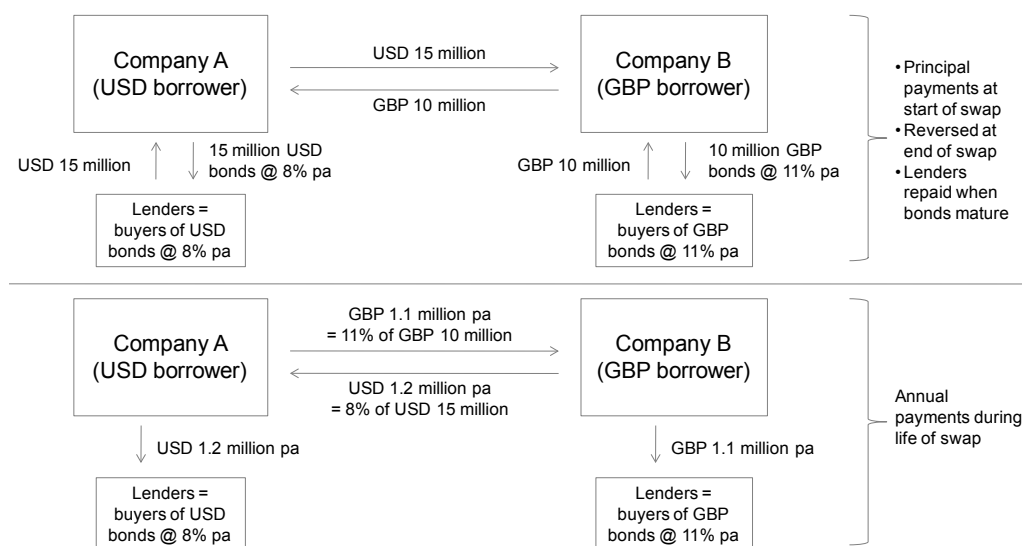 Company A
(USD borrower)
USD 15 million
GBP 10 million
Company B
(GBP borrower)
• Principal
payments at
start of swap
• Reversed at
end of swap
• Lenders
repaid when
bonds mature
USD 15 million
15 million USD
bonds @ 8% pa
GBP 10 million
10 million GBP
bonds @ 11% pa
Lenders =
buyers of USD
bonds @ 8% pa
Lenders =
buyers of GBP
bonds @ 11% pa
Company A
(USD borrower)
GBP 1.1 million pa
= 11% of GBP 10 million
USD 1.2 million pa
= 8% of USD 15 million
Company B
(GBP borrower)
Annual
payments during
life of swap
USD 1.2 million pa
GBP 1.1 million pa
Lenders =
buyers of USD
bonds @ 8% pa
Lenders =
buyers of GBP
bonds @ 11% pa